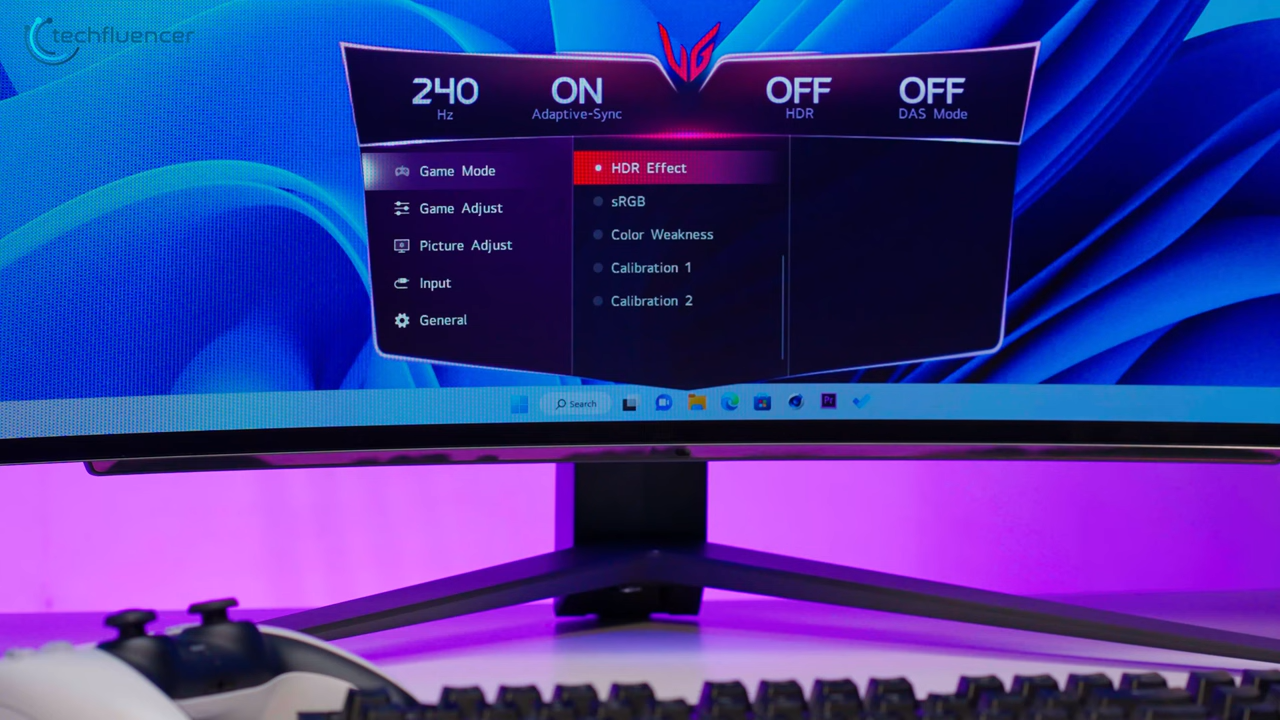 techfluencer
240
Hz
ON
Adaptive-Sync
OFF
HDR
OFF
DAS Mode
Game Mode
Game Adjust
Picture Adjust
Input
General
HDR Effect
sRGB
Color Weakness
Calibration 1
Calibration 2
Search
Pr